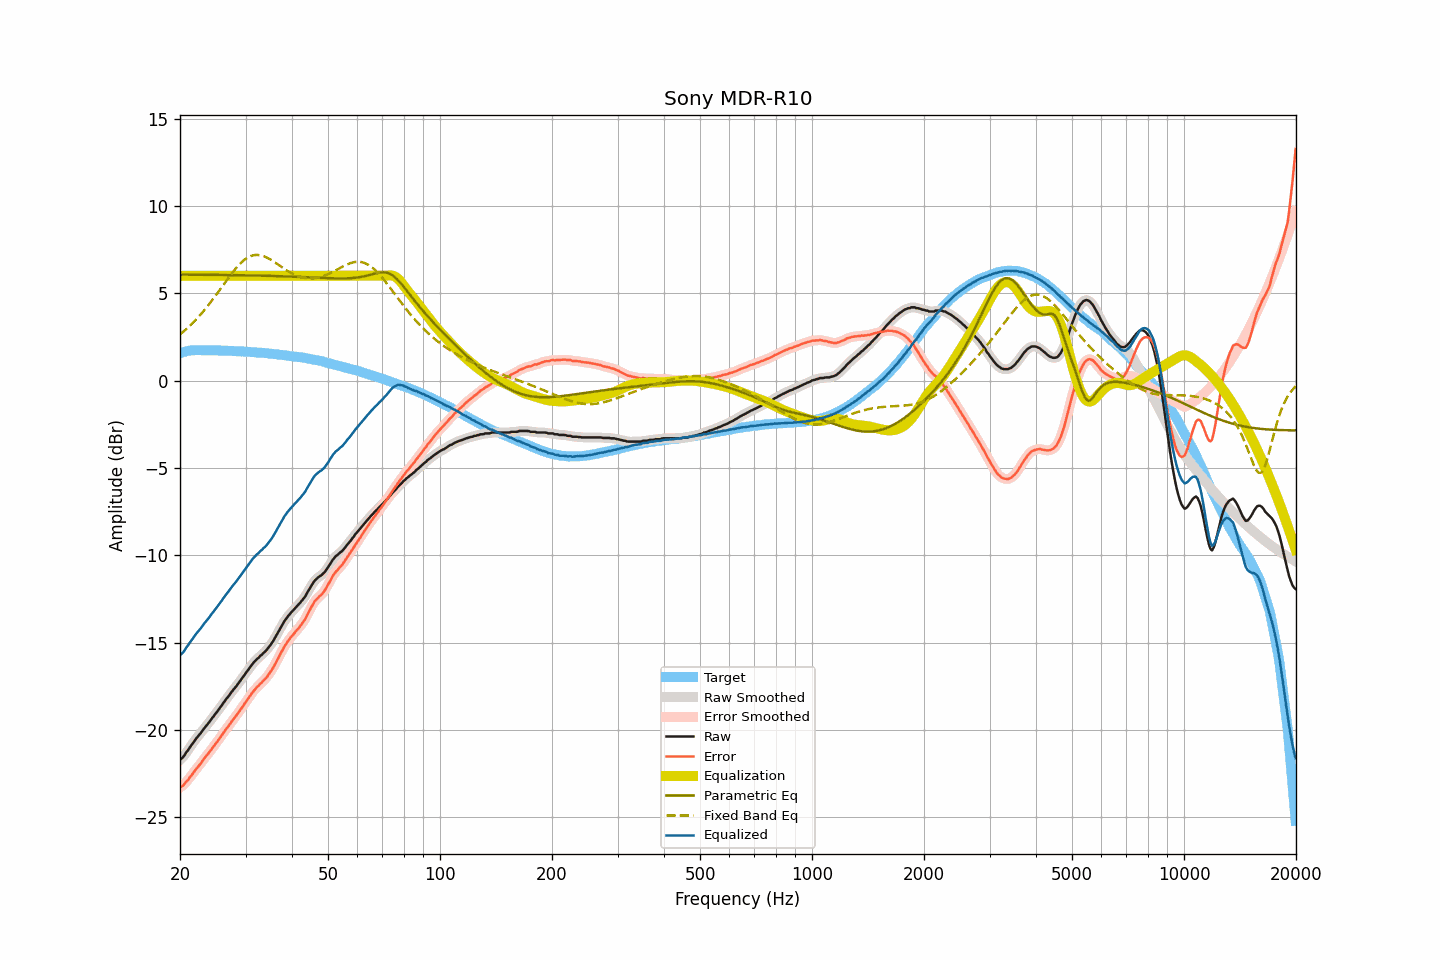 Sony MDR-R10
15
10
5
0
−5
−10
−15
−20
−25
Amplitude (dBr)
Target
Raw Smoothed
Error Smoothed
Raw
Error
Equalization
Parametric Eq
Fixed Band Eq
Equalized
20 50 100 200 500 1000 2000 5000 10000 20000
Frequency (Hz)